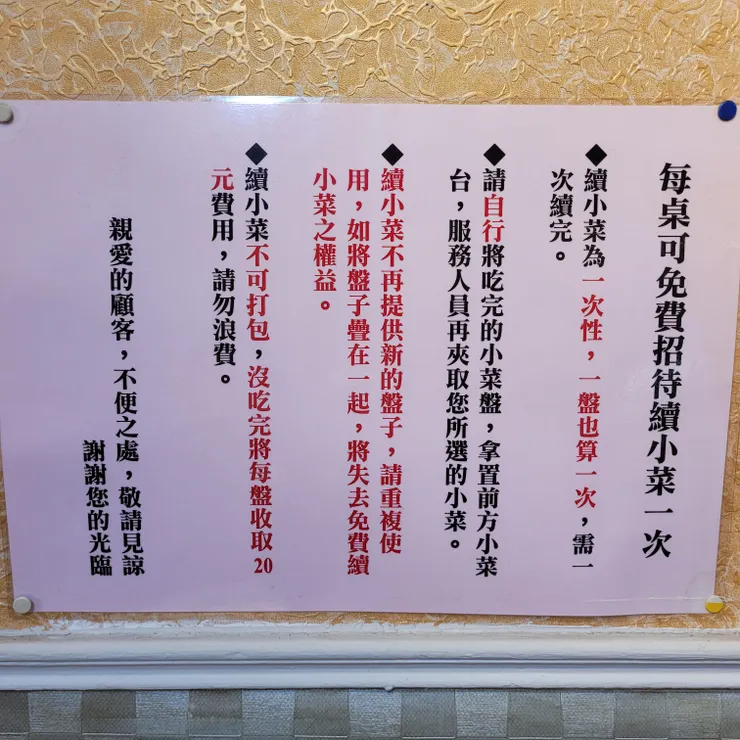 每桌可免費招待續小菜一次
◆續小菜為一次性，一盤也算一次，需一
次續完。
◆請自行將吃完的小菜盤，拿置前方小菜
台，服務人員再夾取您所選的小菜。
◆續小菜不再提供新的盤子，請重複使
用，如將盤子疊在一起，將失去免費續
小菜之權益。
◆續小菜不可打包，沒吃完將每盤收取20
元費用，請勿浪費。
親愛的顧客，不便之處，敬請見諒
謝謝您的光臨